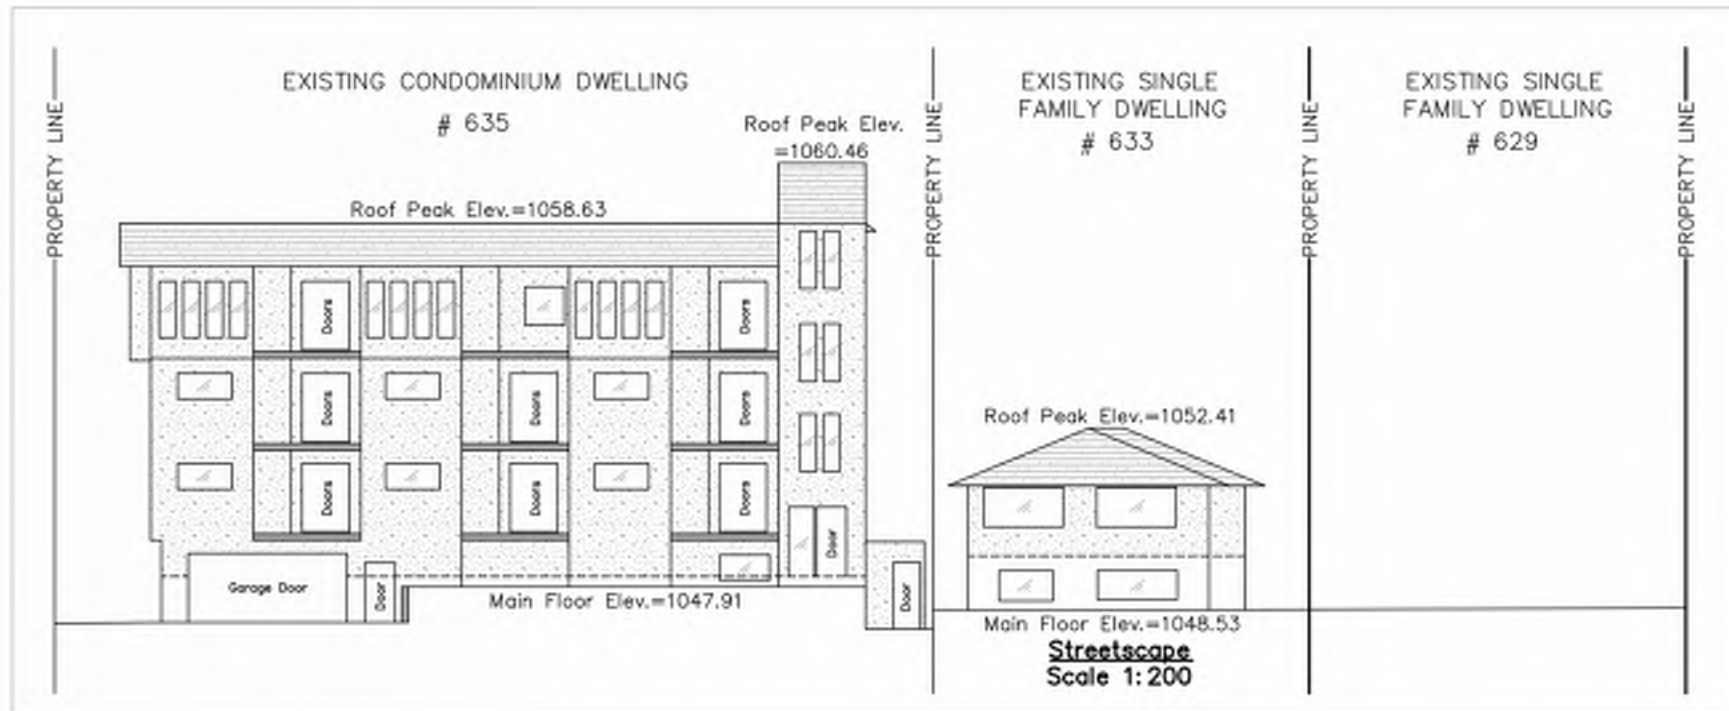 EXISTING CONDOMINIUM DWELLING
# 635
Roof Peak Elev.
=1060.46
Roof Peak Elev.=1058.63
EXISTING SINGLE
FAMILY DWELLING
# 633
EXISTING SINGLE
FAMILY DWELLING
# 629
PROPERTY LINE
PROPERTY LINE
PROPERTY LINE
PROPERTY LINE
Doors
Doors
Doors
Doors
Doors
Doors
Doors
Doors
Garage Door
Door
Door
Door
Main Floor Elev.=1047.91
Roof Peak Elev.=1052.41
Main Floor Elev.=1048.53
Streetscape
Scale 1:200